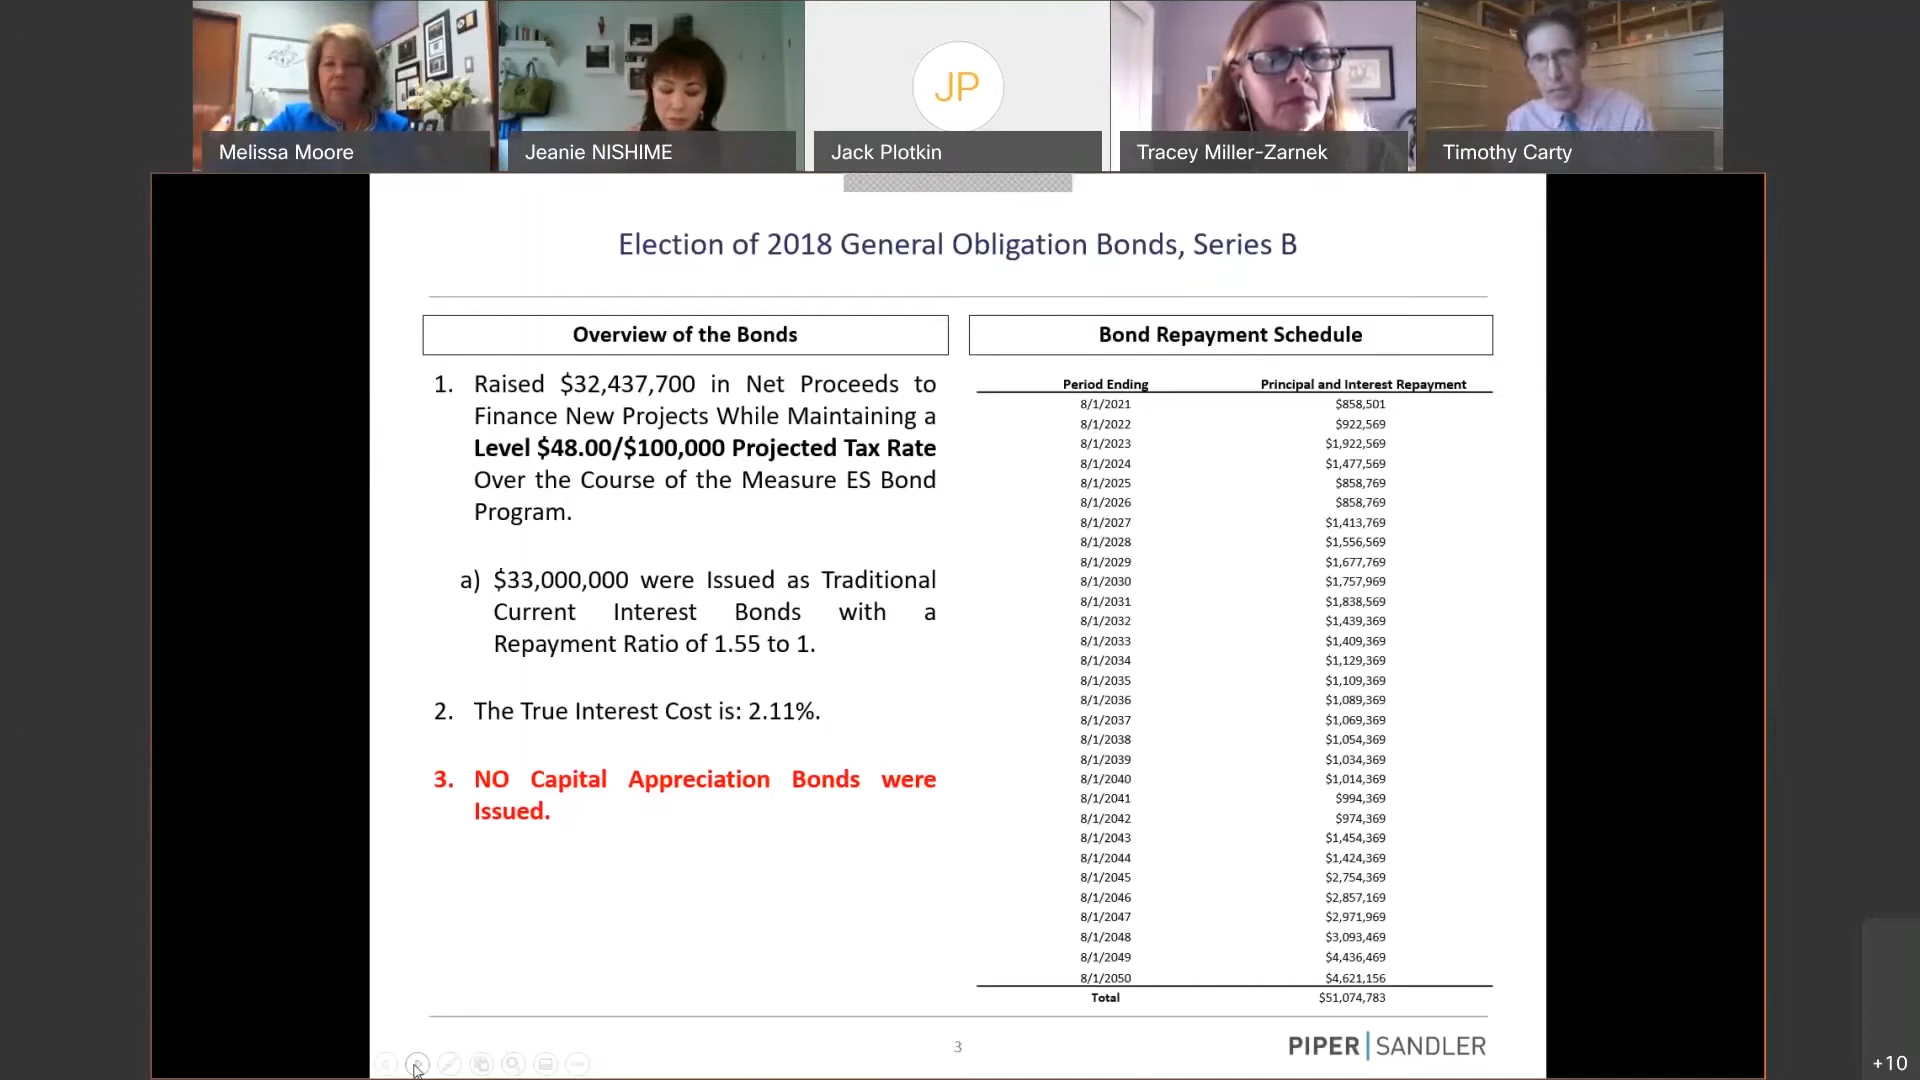 Melissa Moore
Jeanie NISHIME
JP
Jack Plotkin
Tracey Miller-Zarnek
Timothy Carty
Election of 2018 General Obligation Bonds, Series B
Overview of the Bonds
1. Raised $32,437,700 in Net Proceeds to
Finance New Projects While Maintaining a
Level $48.00/$100,000 Projected Tax Rate
Over the Course of the Measure ES Bond
Program.
a) $33,000,000 were Issued as Traditional
Current Interest Bonds with a
Repayment Ratio of 1.55 to 1.
2. The True Interest Cost is: 2.11%.
3. NO Capital Appreciation Bonds were
Issued.
Bond Repayment Schedule
Period Ending Principal and Interest Repayment
8/1/2021 $858,501
8/1/2022 $922,569
8/1/2023 $1,922,569
8/1/2024 $1,477,569
8/1/2025 $858,769
8/1/2026 $858,769
8/1/2027 $1,413,769
8/1/2028 $1,556,569
8/1/2029 $1,677,769
8/1/2030 $1,757,969
8/1/2031 $1,838,569
8/1/2032 $1,439,369
8/1/2033 $1,409,369
8/1/2034 $1,129,369
8/1/2035 $1,109,369
8/1/2036 $1,089,369
8/1/2037 $1,069,369
8/1/2038 $1,054,369
8/1/2039 $1,034,369
8/1/2040 $1,014,369
8/1/2041 $994,369
8/1/2042 $974,369
8/1/2043 $1,454,369
8/1/2044 $1,424,369
8/1/2045 $2,754,369
8/1/2046 $2,857,169
8/1/2047 $2,971,969
8/1/2048 $3,093,469
8/1/2049 $4,436,469
8/1/2050 $4,621,156
Total $51,074,783
3
PIPER | SANDLER
+10